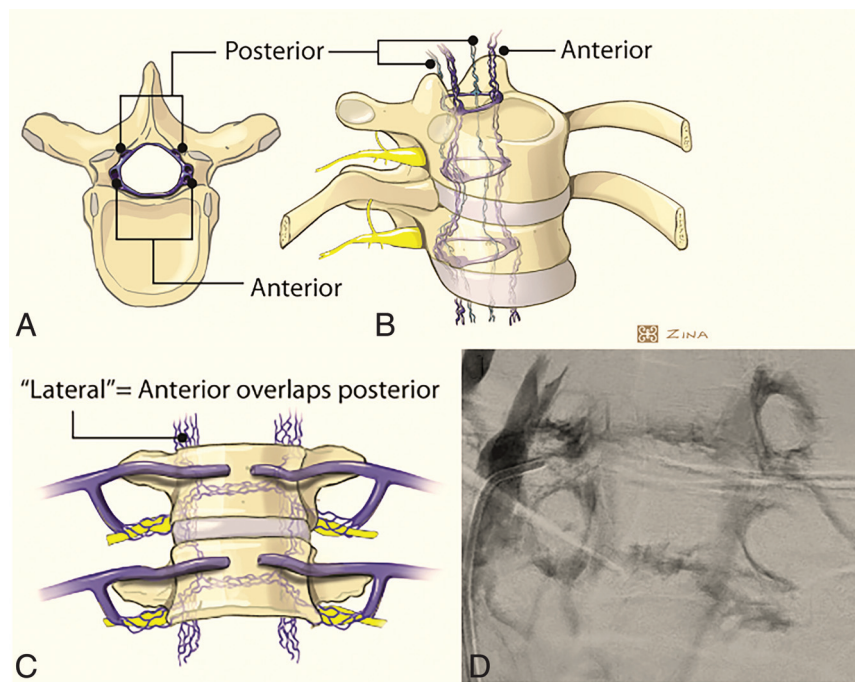 Posterior
Anterior
Anterior
A
B
ZINA
"Lateral"= Anterior overlaps posterior
C
D